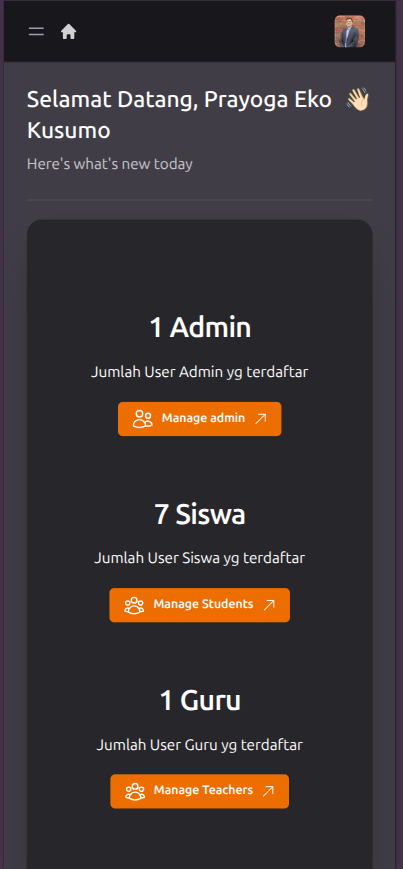 Selamat Datang, Prayoga Eko 👋🏻
Kusumo
Here's what's new today
1 Admin
Jumlah User Admin yg terdaftar
Manage admin
7 Siswa
Jumlah User Siswa yg terdaftar
Manage Students
1 Guru
Jumlah User Guru yg terdaftar
Manage Teachers